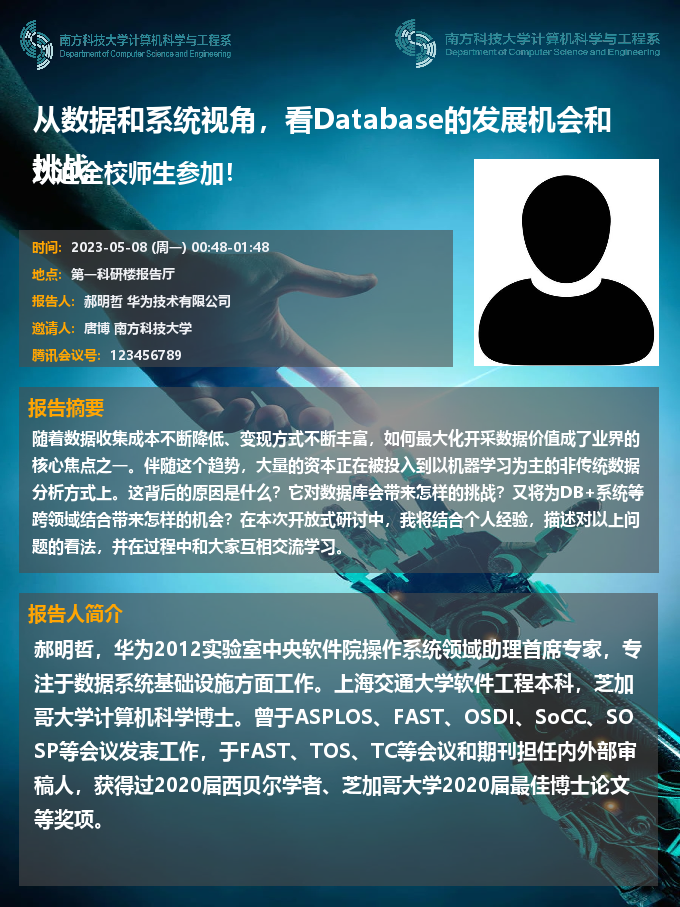 南方科技大学计算机科学与工程系
Department of Computer Science and Engineering
南方科技大学计算机科学与工程系
Department of Computer Science and Engineering
从数据和系统视角，看Database的发展机会和
挑战
欢迎全校师生参加！
时间：2023-05-08 (周一) 00:48-01:48
地点：第一科研楼报告厅
报告人：郝明哲 华为技术有限公司
邀请人：唐博 南方科技大学
腾讯会议号：123456789
报告摘要
随着数据收集成本不断降低、变现方式不断丰富，如何最大化开采数据价值成了业界的
核心焦点之一。伴随这个趋势，大量的资本正在被投入到以机器学习为主的非传统数据
分析方式上。这背后的原因是什么？它对数据库会带来怎样的挑战？又将为DB+系统等
跨领域结合带来怎样的机会？在本次开放式研讨中，我将结合个人经验，描述对以上问
题的看法，并在过程中和大家互相交流学习。
报告人简介
郝明哲，华为2012实验室中央软件院操作系统领域助理首席专家，专
注于数据系统基础设施方面工作。上海交通大学软件工程本科，芝加
哥大学计算机科学博士。曾于ASPLOS、FAST、OSDI、SoCC、SO
SP等会议发表工作，于FAST、TOS、TC等会议和期刊担任内外部审
稿人，获得过2020届西贝尔学者、芝加哥大学2020届最佳博士论文
等奖项。